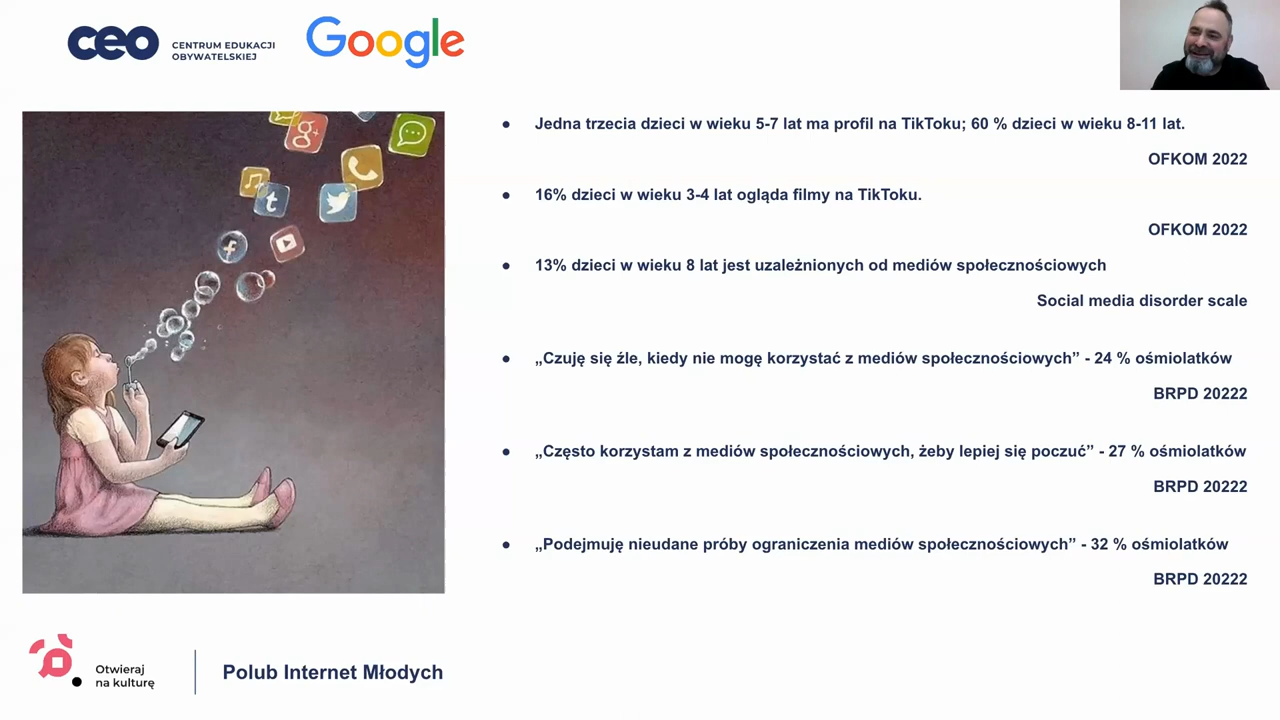 ceo
CENTRUM EDUKACJI
OBYWATELSKIEJ
Google
g+
t
f
● Jedna trzecia dzieci w wieku 5-7 lat ma profil na TikToku; 60 % dzieci w wieku 8-11 lat.
OFKOM 2022
● 16% dzieci w wieku 3-4 lat ogląda filmy na TikToku.
OFKOM 2022
● 13% dzieci w wieku 8 lat jest uzależnionych od mediów społecznościowych
Social media disorder scale
● „Czuję się źle, kiedy nie mogę korzystać z mediów społecznościowych” - 24 % ośmiolatków
BRPD 20222
● „Często korzystam z mediów społecznościowych, żeby lepiej się poczuć” - 27 % ośmiolatków
BRPD 20222
● „Podejmuję nieudane próby ograniczenia mediów społecznościowych” - 32 % ośmiolatków
BRPD 20222
Otwieraj
na kulturę
Polub Internet Młodych